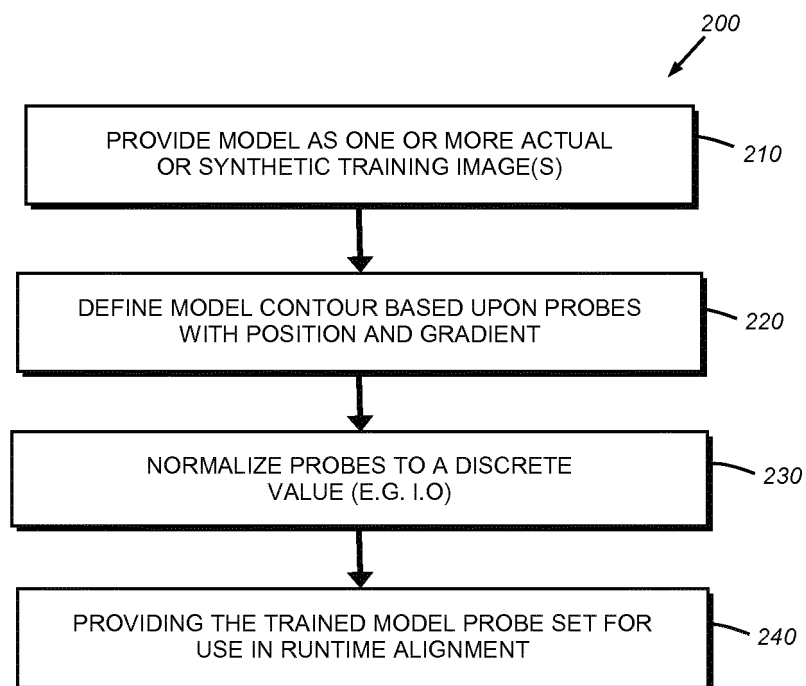 200
PROVIDE MODEL AS ONE OR MORE ACTUAL
OR SYNTHETIC TRAINING IMAGE(S)
210
DEFINE MODEL CONTOUR BASED UPON PROBES
WITH POSITION AND GRADIENT
220
NORMALIZE PROBES TO A DISCRETE
VALUE (E.G. I.O)
230
PROVIDING THE TRAINED MODEL PROBE SET FOR
USE IN RUNTIME ALIGNMENT
240